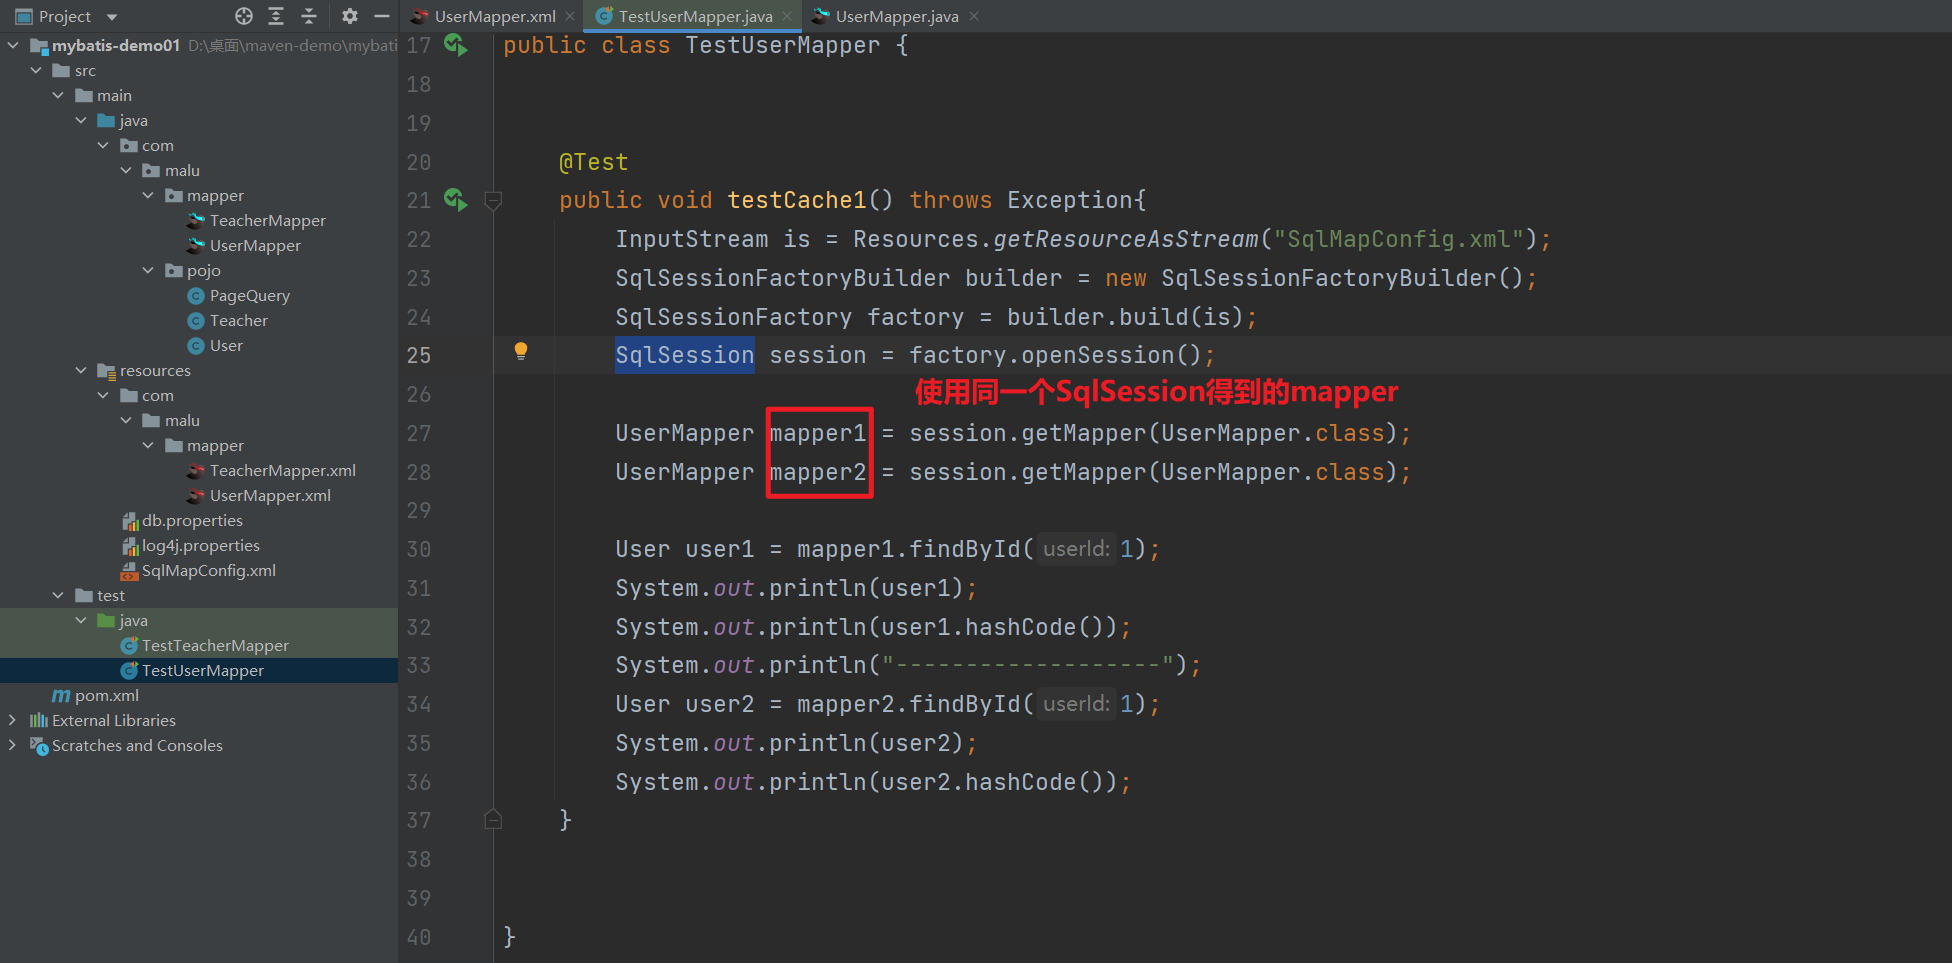 Project
UserMapper.xml
TestUserMapper.java
UserMapper.java
mybatis-demo01 D:\桌面\maven-demo\mybati
src
main
java
com
malu
mapper
TeacherMapper
UserMapper
pojo
PageQuery
Teacher
User
resources
com
malu
mapper
TeacherMapper.xml
UserMapper.xml
db.properties
log4j.properties
SqlMapConfig.xml
test
java
TestTeacherMapper
TestUserMapper
pom.xml
External Libraries
Scratches and Consoles
17 public class TestUserMapper {
18
19
20 @Test
21 public void testCache1() throws Exception{
22 InputStream is = Resources.getResourceAsStream("SqlMapConfig.xml");
23 SqlSessionFactoryBuilder builder = new SqlSessionFactoryBuilder();
24 SqlSessionFactory factory = builder.build(is);
25 SqlSession session = factory.openSession();
26 使用同一个SqlSession得到的mapper
27 UserMapper mapper1 = session.getMapper(UserMapper.class);
28 UserMapper mapper2 = session.getMapper(UserMapper.class);
29
30 User user1 = mapper1.findById( userId: 1);
31 System.out.println(user1);
32 System.out.println(user1.hashCode());
33 System.out.println("-------------------");
34 User user2 = mapper2.findById( userId: 1);
35 System.out.println(user2);
36 System.out.println(user2.hashCode());
37 }
38
39
40 }